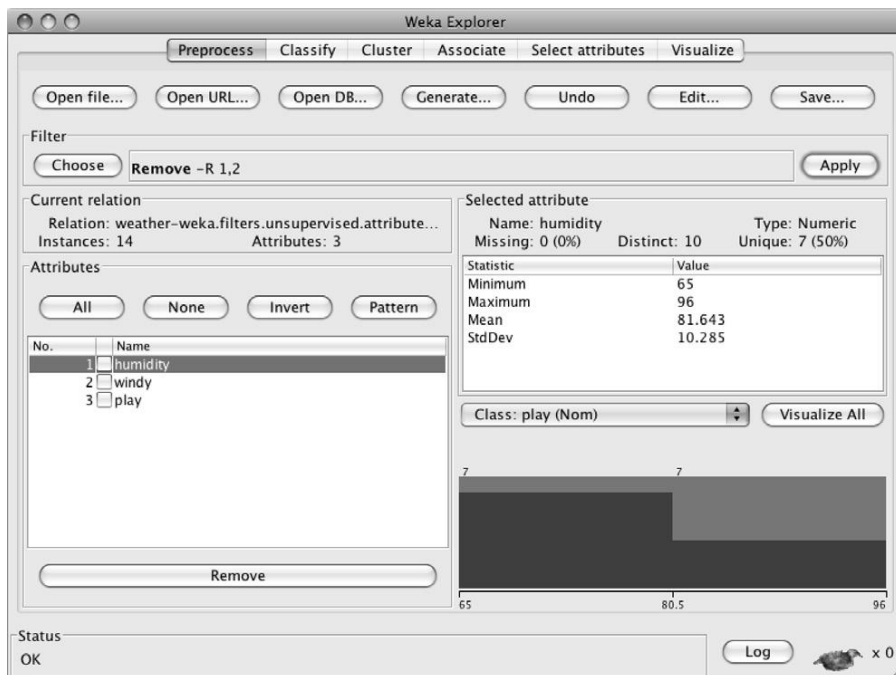 Weka Explorer
Preprocess Classify Cluster Associate Select attributes Visualize
Open file... Open URL... Open DB... Generate... Undo Edit... Save...
Filter
Choose Remove -R 1,2 Apply
Current relation
Relation: weather-weka.filters.unsupervised.attribute...
Instances: 14 Attributes: 3
Attributes
All None Invert Pattern
No. Name
1 humidity
2 windy
3 play
Remove
Selected attribute
Name: humidity Type: Numeric
Missing: 0 (0%) Distinct: 10 Unique: 7 (50%)
Statistic Value
Minimum 65
Maximum 96
Mean 81.643
StdDev 10.285
Class: play (Nom) Visualize All
7 7
65 80.5 96
Status
OK
Log x 0